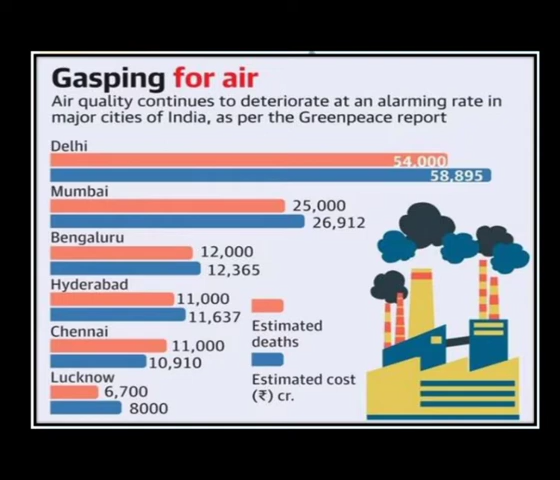 Gasping for air
Air quality continues to deteriorate at an alarming rate in
major cities of India, as per the Greenpeace report
Delhi
54,000
58,895
Mumbai
25,000
26,912
Bengaluru
12,000
12,365
Hyderabad
11,000
11,637
Chennai
11,000
10,910
Lucknow
6,700
8000
Estimated
deaths
Estimated cost
(₹) cr.